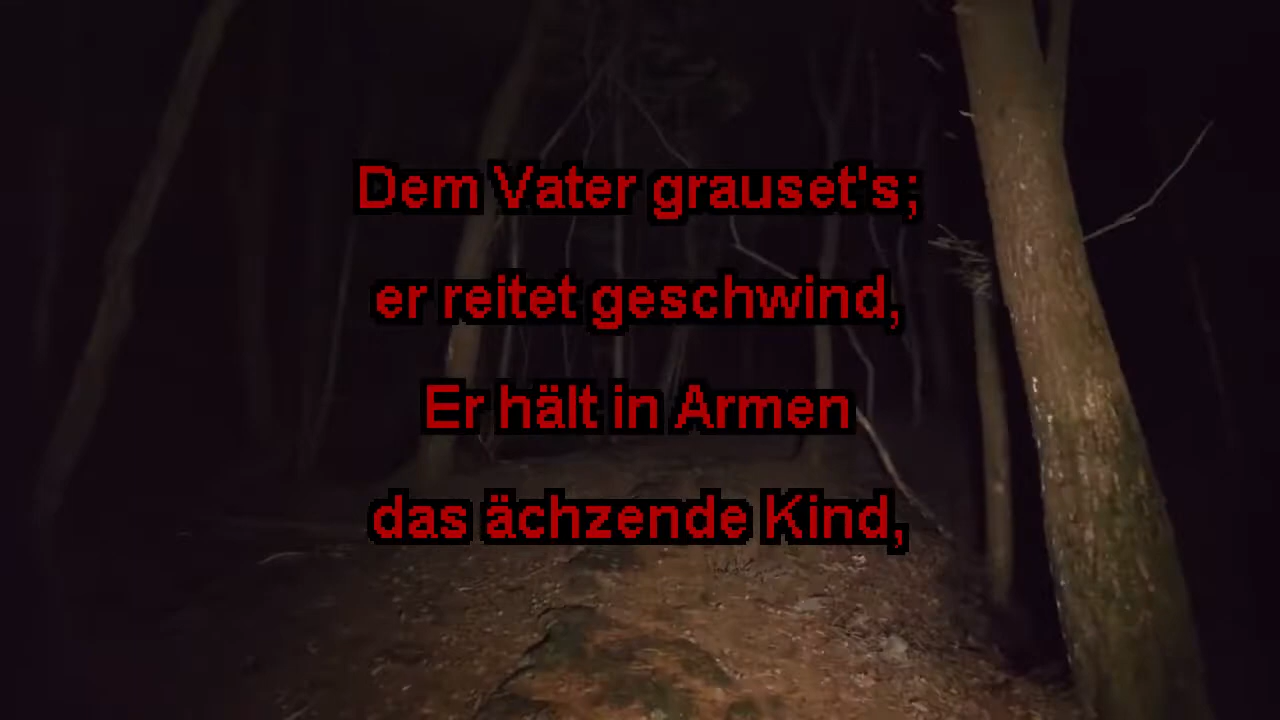 Dem Vater grauset's;
er reitet geschwind,
Er hält in Armen
das ächzende Kind,